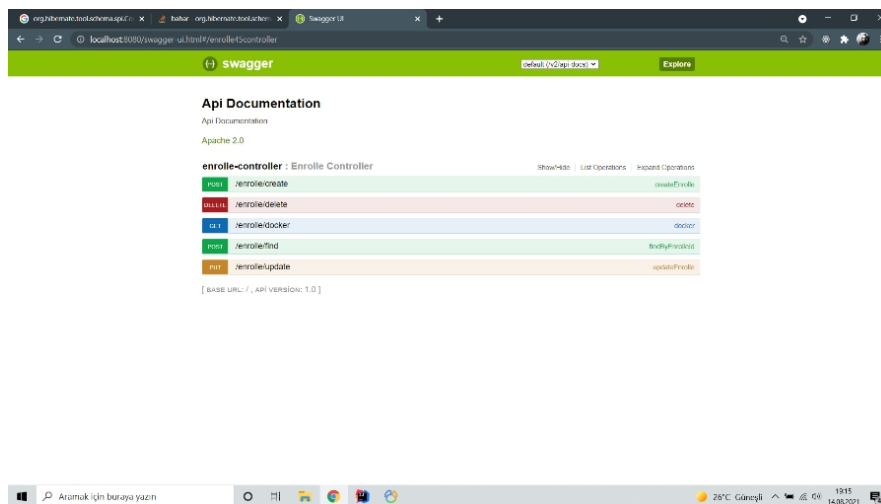 org.hibernate.tool.schema.spi.Co
bahar - org.hibernate.tool.schem
Swagger UI
localhost:8080/swagger-ui.html#/enrolle45controller
swagger
default (/v2/api-docs)
Explore
Api Documentation
Api Documentation
Apache 2.0
enrolle-controller : Enrolle Controller
Show/Hide
List Operations
Expand Operations
POST /enrolle/create createEnrolle
DELETE /enrolle/delete delete
GET /enrolle/docker docker
POST /enrolle/find findByEnrolleId
PUT /enrolle/update updateEnrolle
[ BASE URL: / , APİ VERSİON: 1.0 ]
Aramak için buraya yazın
26°C Güneşli
19:15
14.08.2021